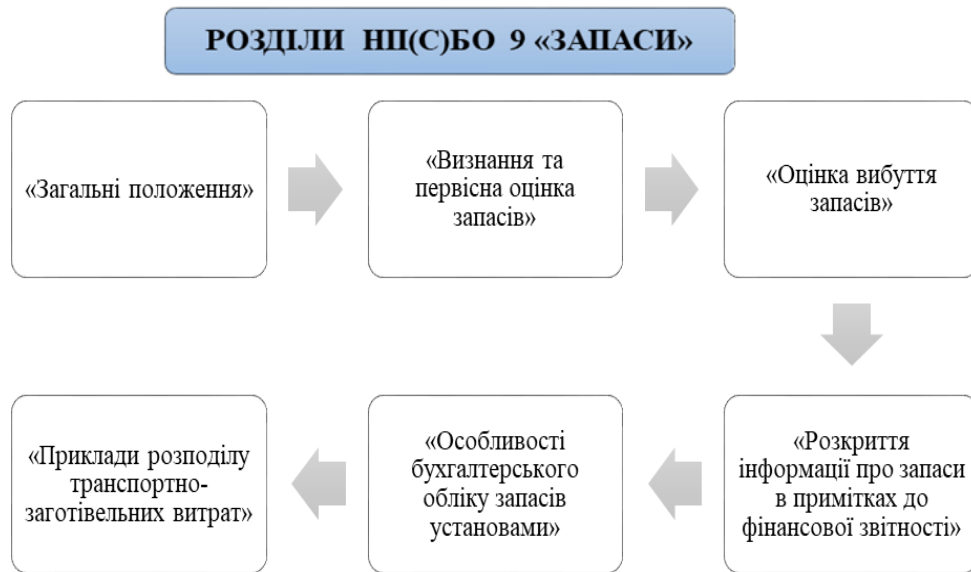 РОЗДІЛИ НП(С)БО 9 «ЗАПАСИ»
«Загальні положення»
«Визнання та
первісна оцінка
запасів»
«Оцінка вибуття
запасів»
«Розкриття
інформації про запаси
в примітках до
фінансової звітності»
«Особливості
бухгалтерського
обліку запасів
установами»
«Приклади розподілу
транспортно-
заготівельних витрат»